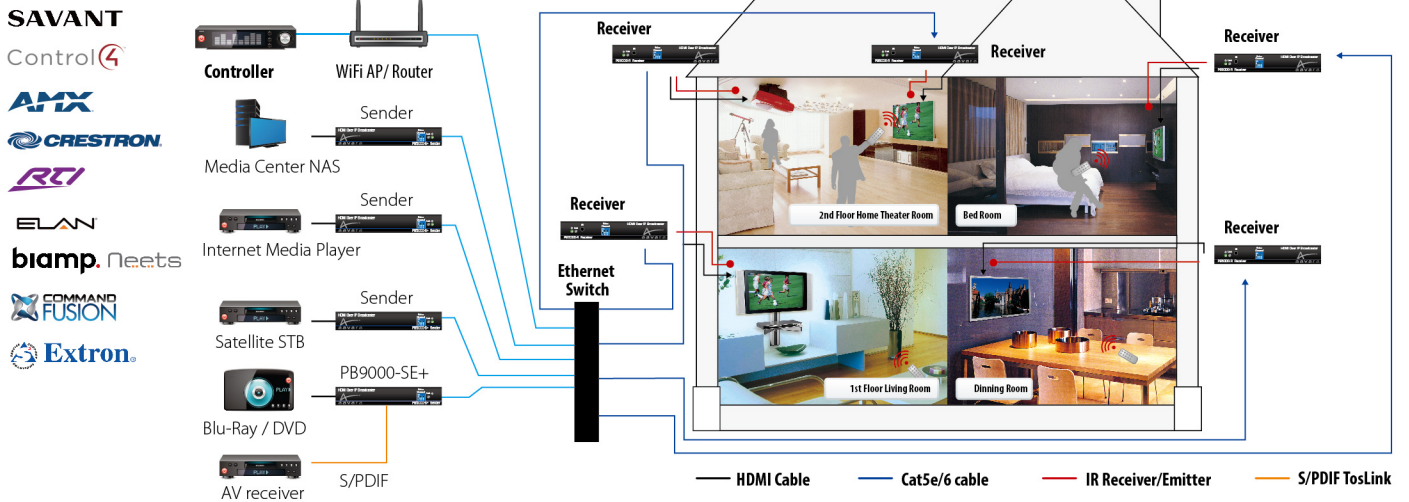 SAVANT
Control4
AMX
CRESTRON
RTI
ELAN
biamp. Neets
COMMAND
FUSION
Extron
Controller
WiFi AP/ Router
Sender
Media Center NAS
Sender
Internet Media Player
Sender
Satellite STB
PB9000-SE+
Blu-Ray / DVD
AV receiver
S/PDIF
Ethernet
Switch
Receiver
Receiver
Receiver
Receiver
Receiver
2nd Floor Home Theater Room
Bed Room
1st Floor Living Room
Dinning Room
HDMI Cable
Cat5e/6 cable
IR Receiver/Emitter
S/PDIF TosLink